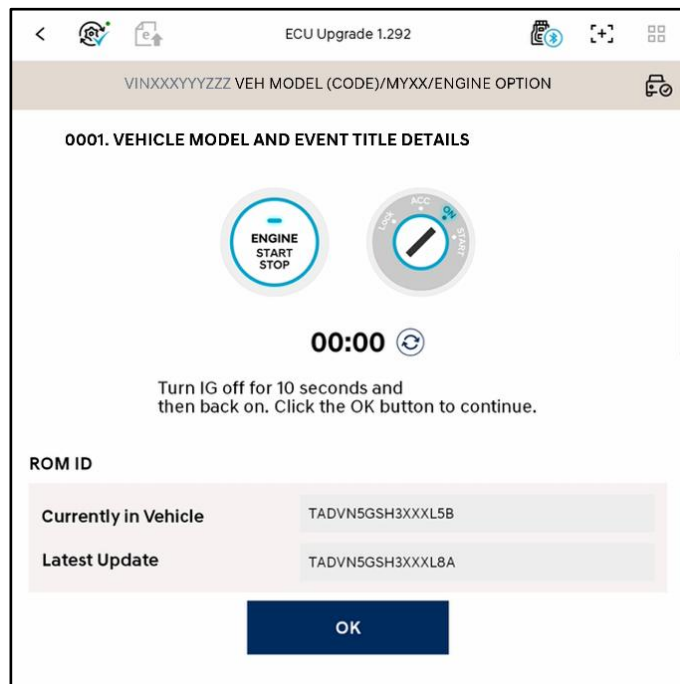 ECU Upgrade 1.292
VINXXXYYYZZZ VEH MODEL (CODE)/MYXX/ENGINE OPTION
0001. VEHICLE MODEL AND EVENT TITLE DETAILS
ENGINE
START
STOP
Lock
ACC
ON
START
00:00
Turn IG off for 10 seconds and
then back on. Click the OK button to continue.
ROM ID
Currently in Vehicle TADVN5GSH3XXXL5B
Latest Update TADVN5GSH3XXXL8A
OK